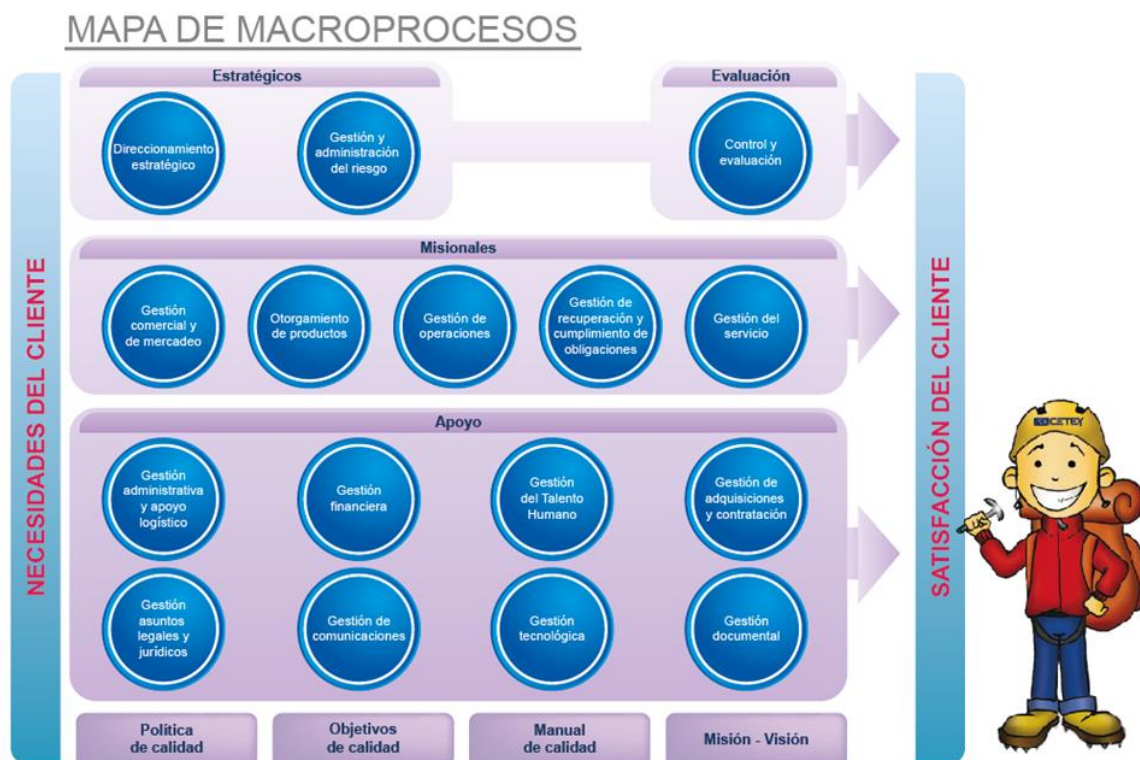 MAPA DE MACROPROCESOS
NECESIDADES DEL CLIENTE
Estratégicos
Direccionamiento
estratégico
Gestión y
administración
del riesgo
Evaluación
Control y
evaluación
Misionales
Gestión
comercial y
de mercadeo
Otorgamiento
de productos
Gestión de
operaciones
Gestión de
recuperación y
cumplimiento de
obligaciones
Gestión del
servicio
Apoyo
Gestión
administrativa
y apoyo
logístico
Gestión
financiera
Gestión
del Talento
Humano
Gestión de
adquisiciones
y contratación
Gestión
asuntos
legales y
jurídicos
Gestión de
comunicaciones
Gestión
tecnológica
Gestión
documental
Política
de calidad
Objetivos
de calidad
Manual
de calidad
Misión - Visión
SATISFACCIÓN DEL CLIENTE